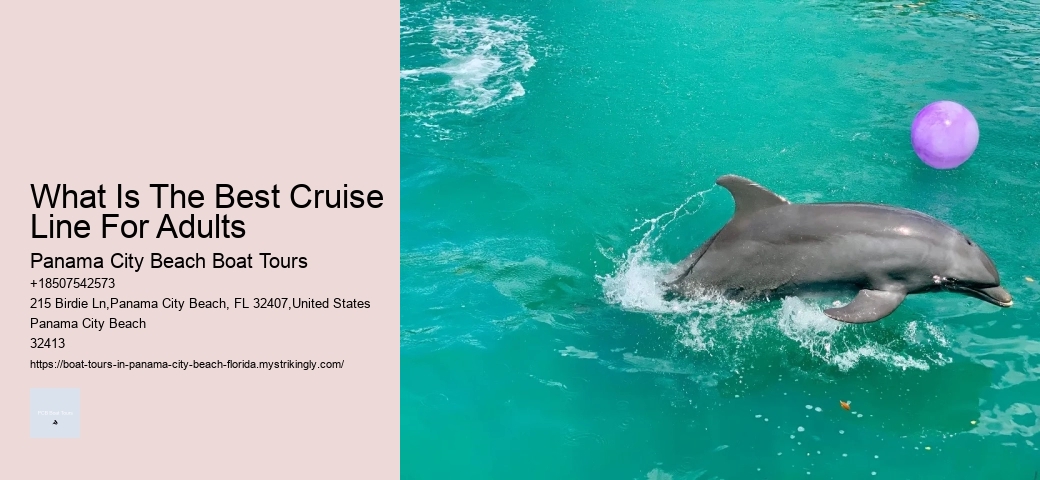 What Is The Best Cruise
Line For Adults
Panama City Beach Boat Tours
+18507542573
215 Birdie Ln,Panama City Beach, FL 32407,United States
Panama City Beach
32413
https://boat-tours-in-panama-city-beach-florida.mystrikingly.com/